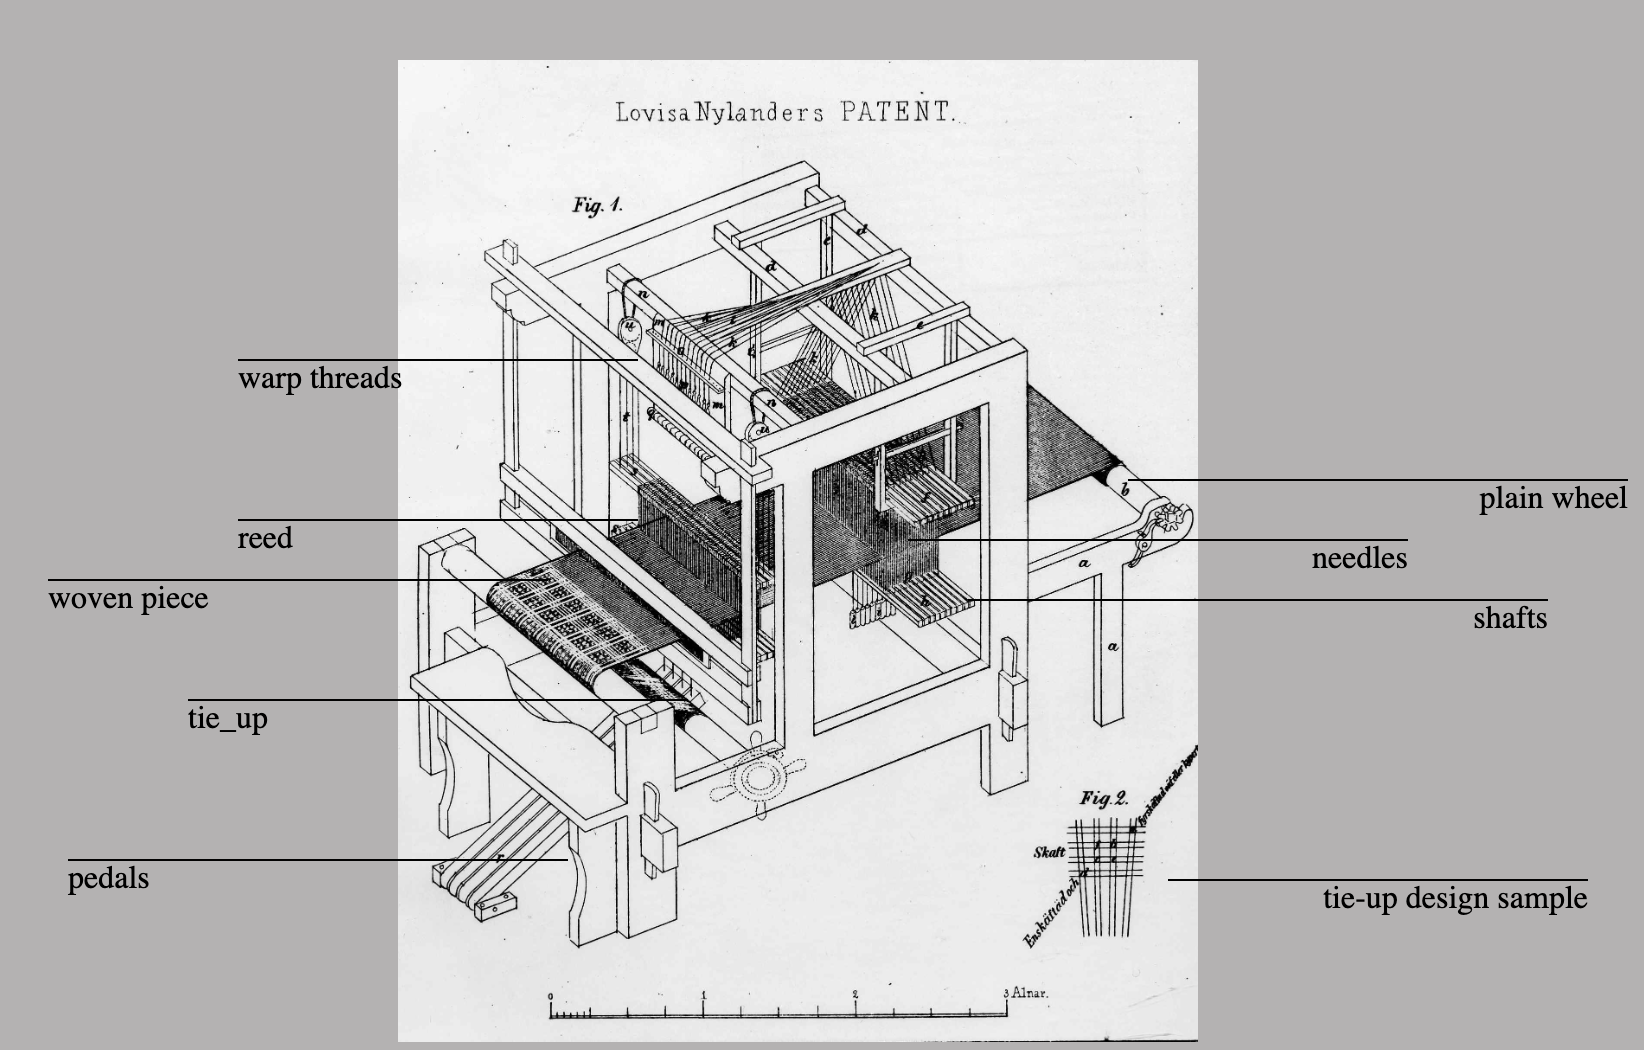 Lovisa Nylanders PATENT.
Fig. 1.
warp threads
reed
woven piece
tie_up
pedals
plain wheel
needles
shafts
tie-up design sample
d
e
d
n
u
m
k
i
k
k
e
t
n
m
t
b
a
a
f
h
r
Fig. 2.
Skaft
Enskäftad och
0 1 2 3 Alnar.